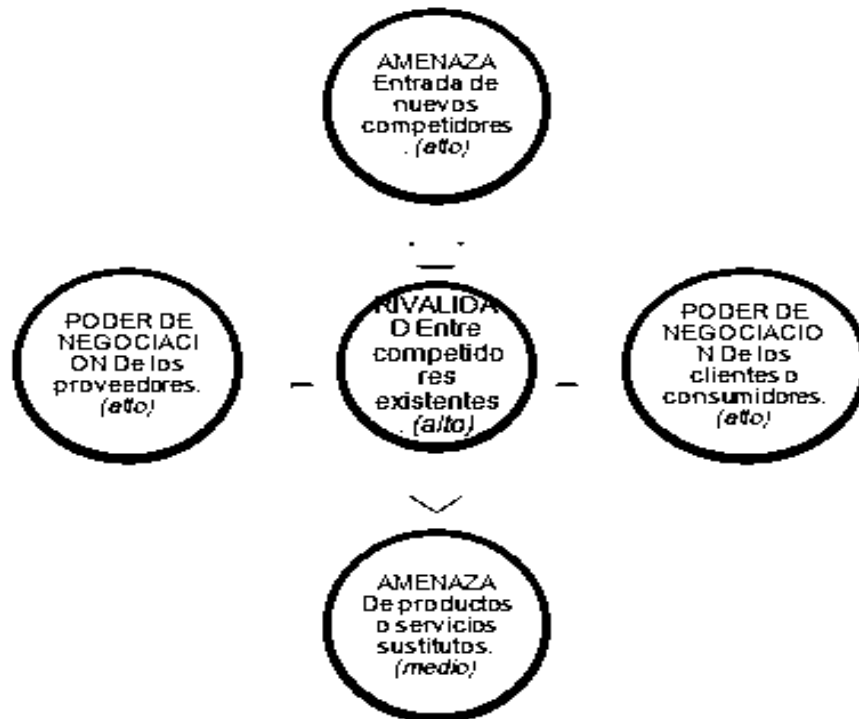 AMENAZA
Entrada de
nuevos
competidores
. (alto)
PODER DE
NEGOCIACI
ON De los
proveedores.
(alto)
RIVALIDA
D Entre
competido
res
existentes
. (alto)
PODER DE
NEGOCIACIO
N De los
clientes o
consumidores.
(alto)
AMENAZA
De productos
o servicios
sustitutos.
(medio)